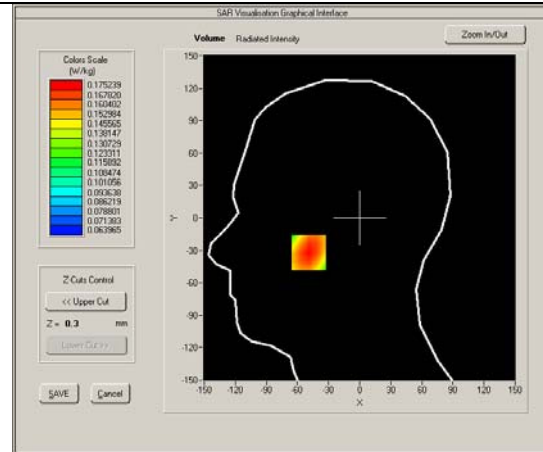 SAR Visualisation Graphical Interface
Volume Radiated Intensity
Zoom In/Out
Colors Scale
(W/kg)
0.175239
0.167820
0.160402
0.152984
0.145565
0.138147
0.130729
0.123311
0.115892
0.108474
0.101056
0.093638
0.086219
0.078801
0.071383
0.063965
Z-Cuts Control
<< Upper Cut
Z = 0.3 mm
Lower Cut >>
SAVE Cancel
150
120
90
60
30
0
-30
-60
-90
-120
-150
Y
-150 -120 -90 -60 -30 0 30 60 90 120 150
X